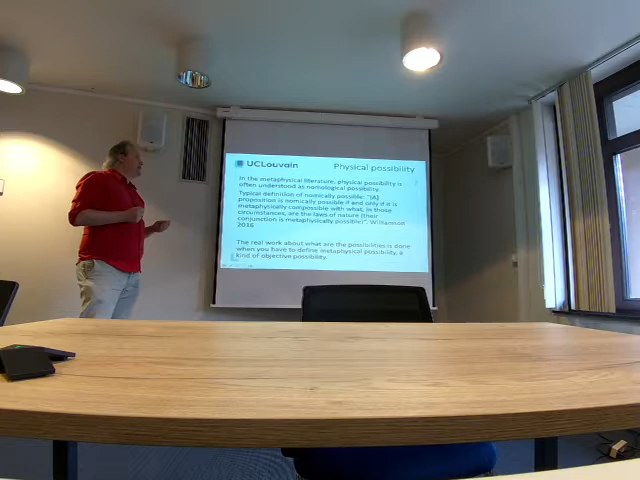 UCLouvain
Physical possibility
In the metaphysical literature, physical possibility is
often understood as nomological possibility.
Typical definition of nomically possible: "[A]
proposition is nomically possible if and only if it is
metaphysically compossible with what, in those
circumstances, are the laws of nature (their
conjunction is metaphysically possible)". Williamson
2016
The real work about what are the possibilities is done
when you have to define metaphysical possibility, a
kind of objective possibility.